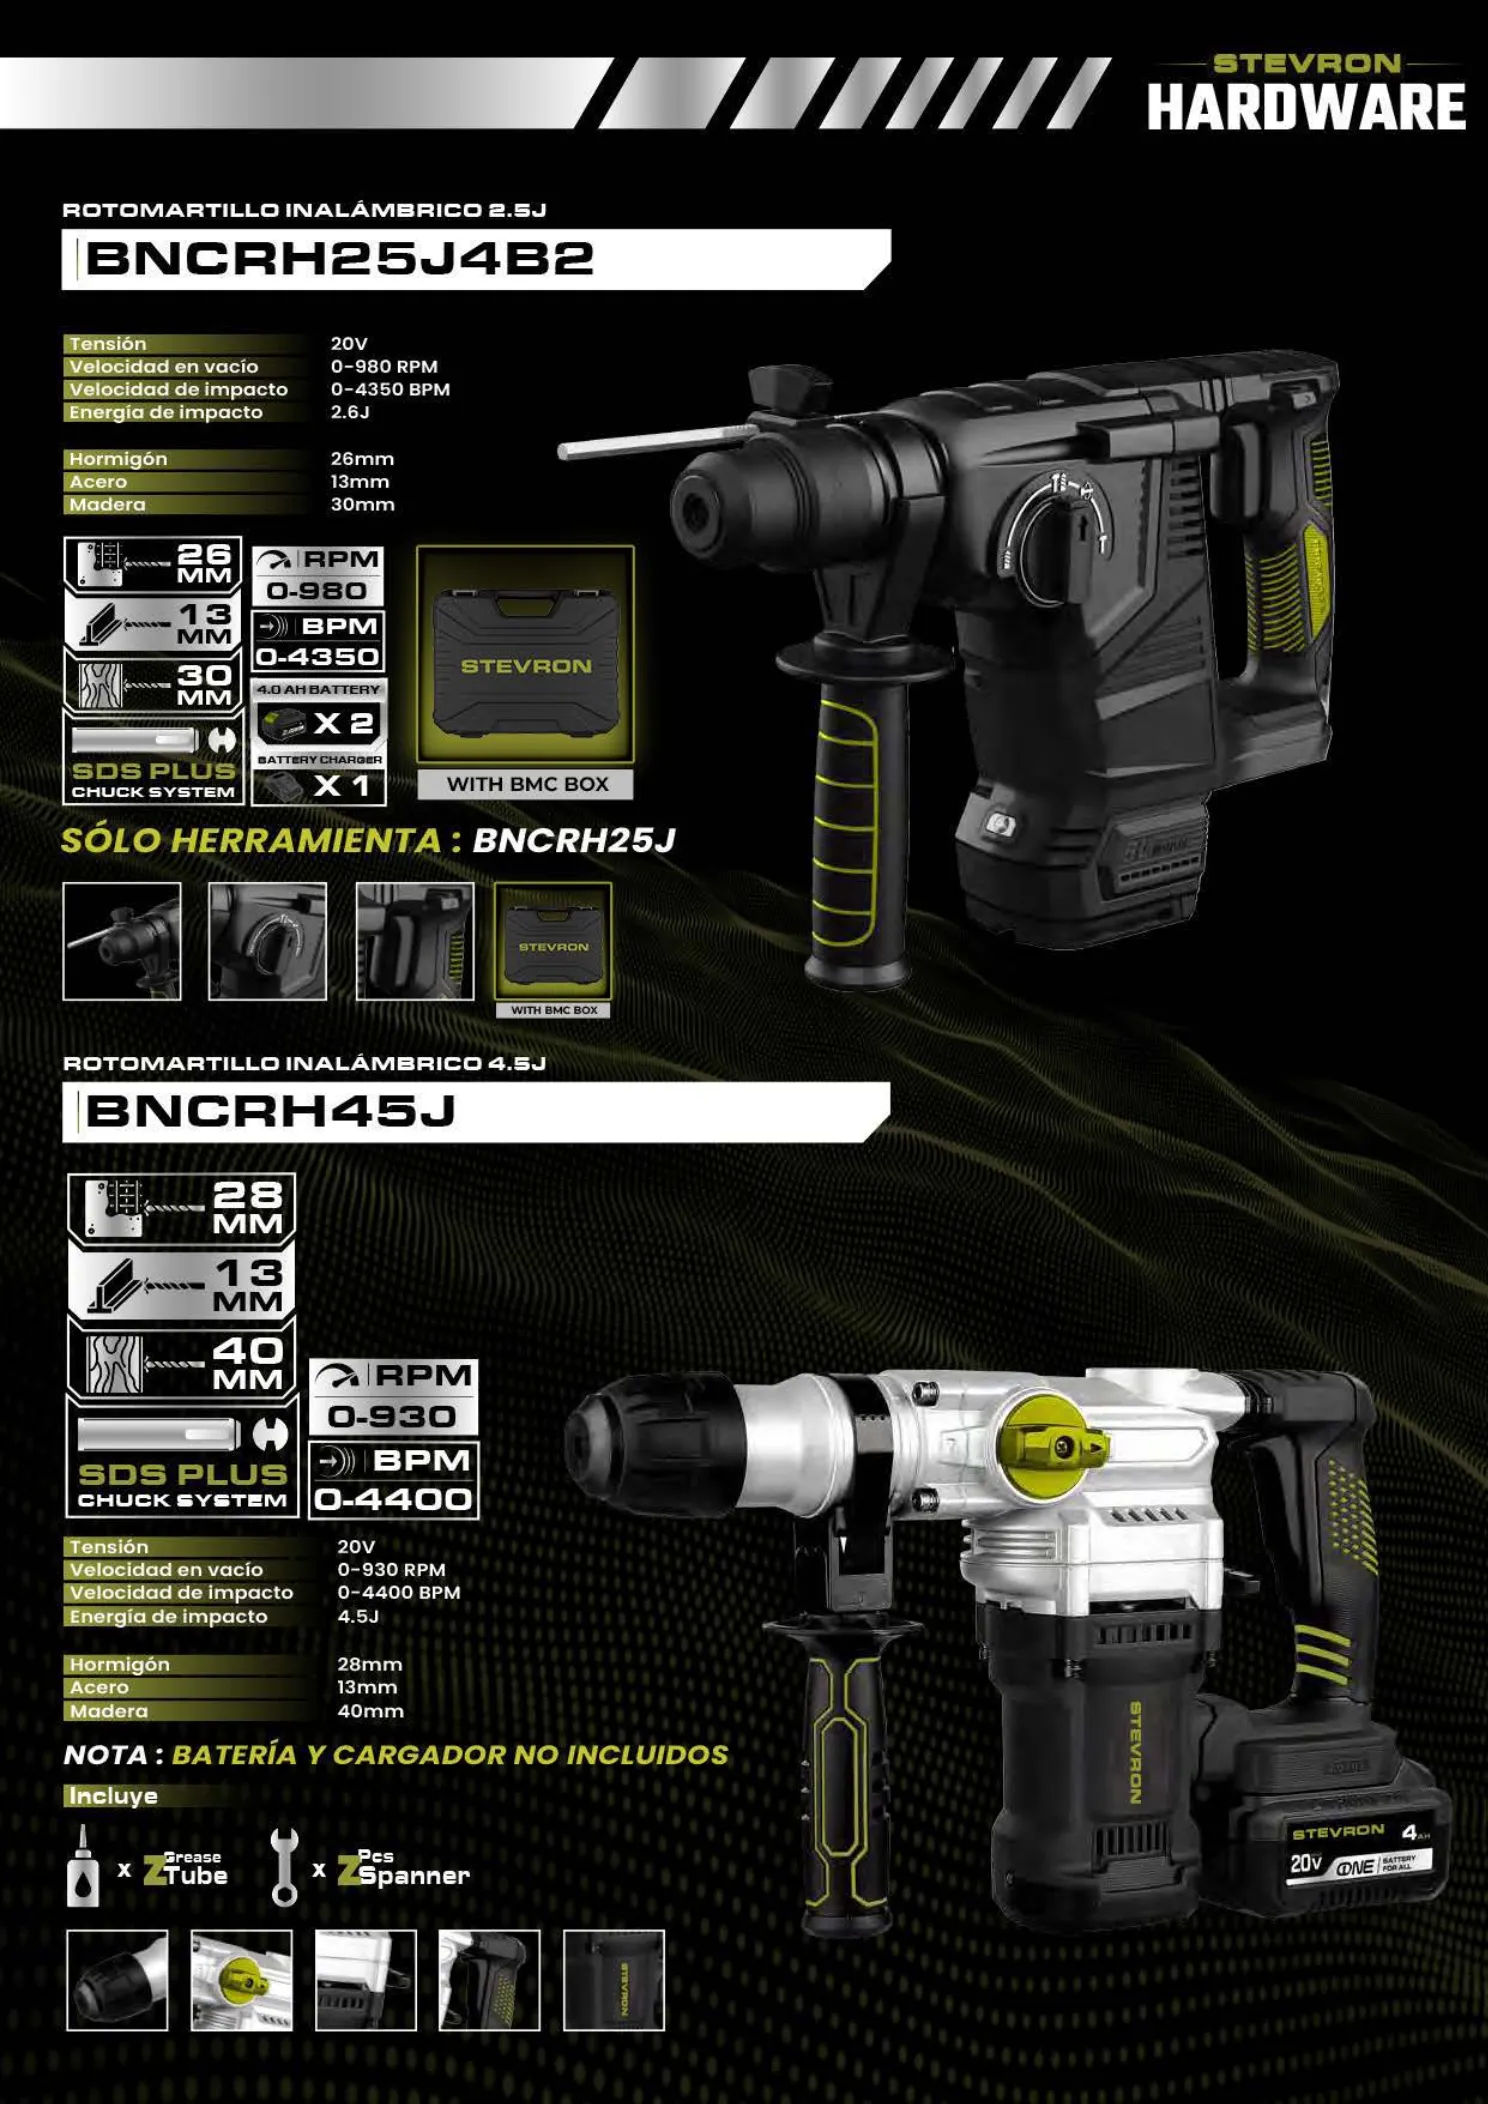 STEVRON
HARDWARE
ROTOMARTILLO INALÁMBRICO 2.5J
BNCRH25J4B2
Tensión 20V
Velocidad en vacío 0-980 RPM
Velocidad de impacto 0-4350 BPM
Energía de impacto 2.6J
Hormigón 26mm
Acero 13mm
Madera 30mm
26
MM
13
MM
30
MM
SDS PLUS
CHUCK SYSTEM
RPM
0-980
BPM
0-4350
4.0 AH BATTERY
X 2
BATTERY CHARGER
X 1
STEVRON
WITH BMC BOX
SÓLO HERRAMIENTA : BNCRH25J
STEVRON
WITH BMC BOX
ROTOMARTILLO INALÁMBRICO 4.5J
BNCRH45J
28
MM
13
MM
40
MM
SDS PLUS
CHUCK SYSTEM
RPM
0-930
BPM
0-4400
Tensión 20V
Velocidad en vacío 0-930 RPM
Velocidad de impacto 0-4400 BPM
Energía de impacto 4.5J
Hormigón 28mm
Acero 13mm
Madera 40mm
NOTA : BATERÍA Y CARGADOR NO INCLUIDOS
Incluye
x Grease
Tube
x Pcs
Spanner
STEVRON
STEVRON 4AH
20V ONE BATTERY
FOR ALL
STEVRON